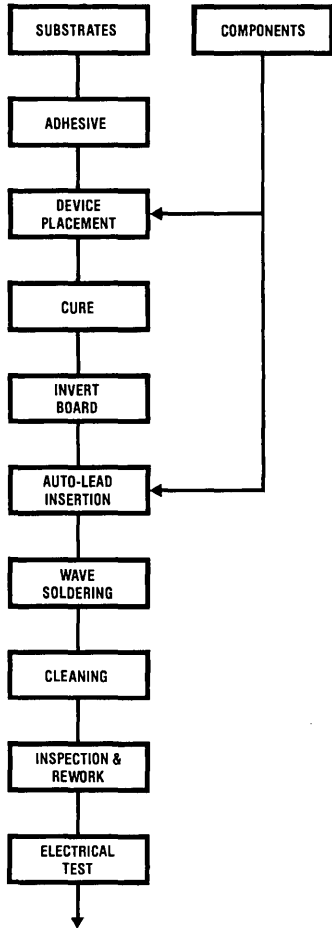 SUBSTRATES
COMPONENTS
ADHESIVE
DEVICE
PLACEMENT
CURE
INVERT
BOARD
AUTO-LEAD
INSERTION
WAVE
SOLDERING
CLEANING
INSPECTION &
REWORK
ELECTRICAL
TEST